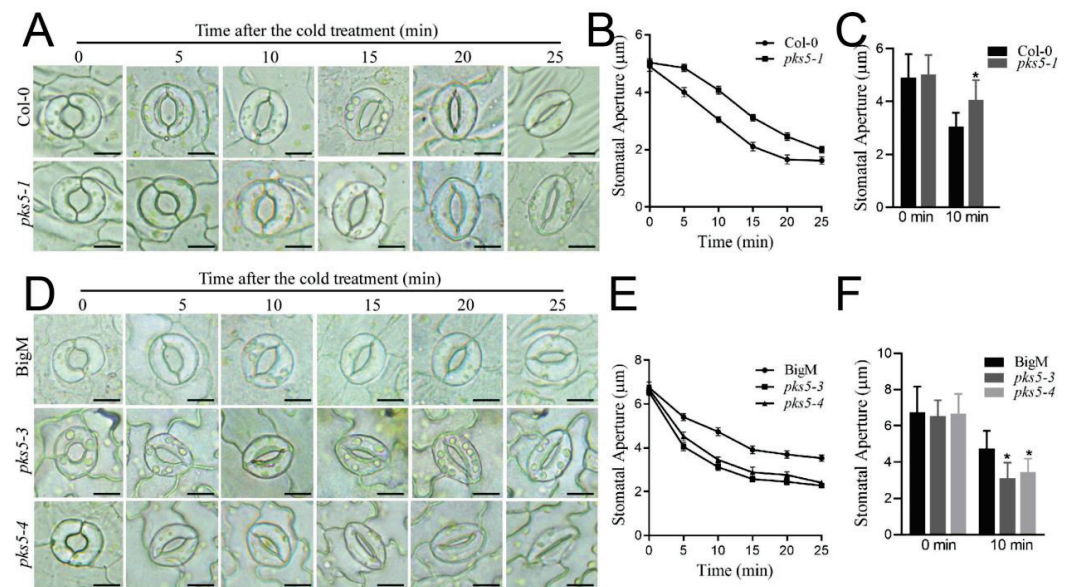 A
Time after the cold treatment (min)
0 5 10 15 20 25
Col-0
pks5-1
B
Stomatal Aperture (μm)
8
6
4
2
0
0 5 10 15 20 25
Time (min)
Col-0
pks5-1
C
Stomatal Aperture (μm)
6
4
2
0
0 min 10 min
*
Col-0
pks5-1
D
Time after the cold treatment (min)
0 5 10 15 20 25
BigM
pks5-3
pks5-4
E
Stomatal Aperture (μm)
8
6
4
2
0
0 5 10 15 20 25
Time (min)
BigM
pks5-3
pks5-4
F
Stomatal Aperture (μm)
10
8
6
4
2
0
0 min 10 min
* *
BigM
pks5-3
pks5-4